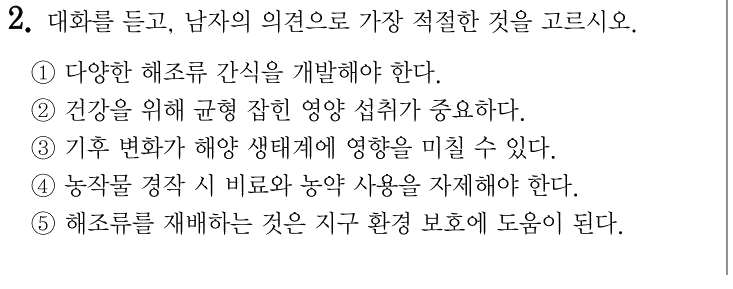 2. 대화를 듣고, 남자의 의견으로 가장 적절한 것을 고르시오.
① 다양한 해조류 간식을 개발해야 한다.
② 건강을 위해 균형 잡힌 영양 섭취가 중요하다.
③ 기후 변화가 해양 생태계에 영향을 미칠 수 있다.
④ 농작물 경작 시 비료와 농약 사용을 자제해야 한다.
⑤ 해조류를 재배하는 것은 지구 환경 보호에 도움이 된다.